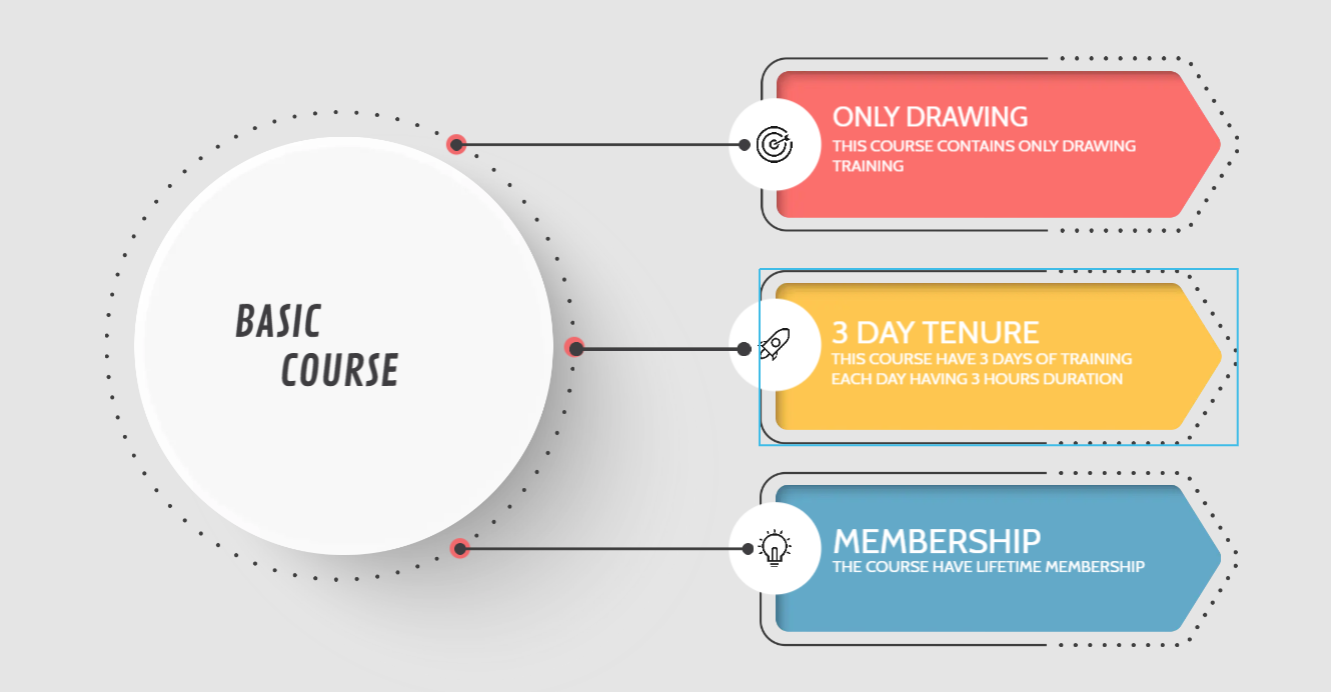 BASIC
COURSE
ONLY DRAWING
THIS COURSE CONTAINS ONLY DRAWING
TRAINING
3 DAY TENURE
THIS COURSE HAVE 3 DAYS OF TRAINING
EACH DAY HAVING 3 HOURS DURATION
MEMBERSHIP
THE COURSE HAVE LIFETIME MEMBERSHIP